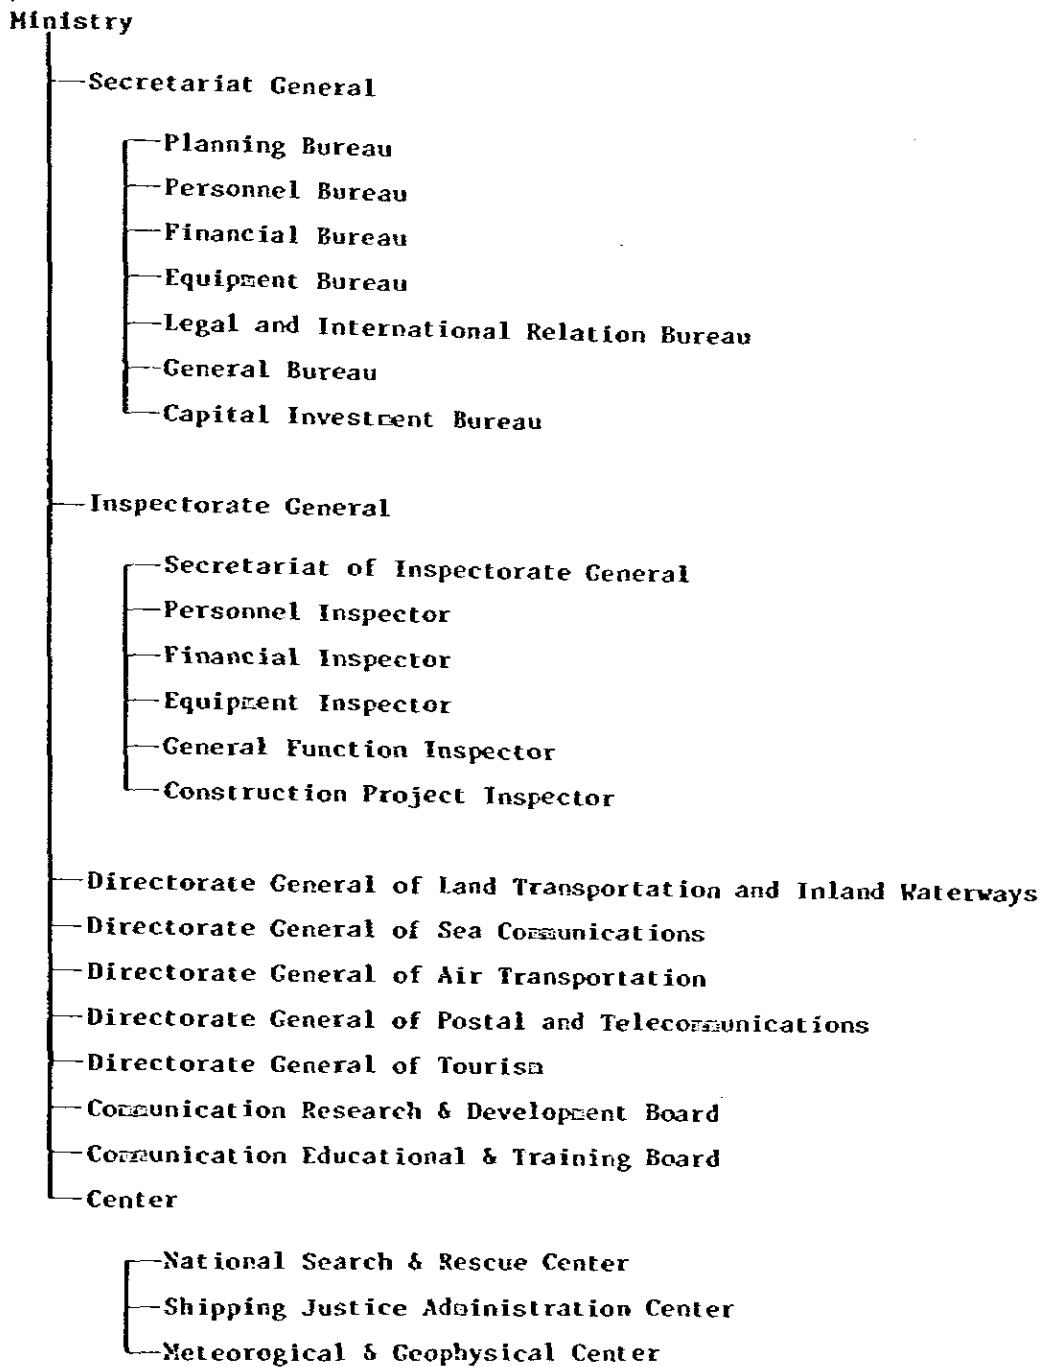 Ministry
Secretariat General
Planning Bureau
Personnel Bureau
Financial Bureau
Equipment Bureau
Legal and International Relation Bureau
General Bureau
Capital Investment Bureau
Inspectorate General
Secretariat of Inspectorate General
Personnel Inspector
Financial Inspector
Equipment Inspector
General Function Inspector
Construction Project Inspector
Directorate General of Land Transportation and Inland Waterways
Directorate General of Sea Communications
Directorate General of Air Transportation
Directorate General of Postal and Telecommunications
Directorate General of Tourism
Communication Research & Development Board
Communication Educational & Training Board
Center
National Search & Rescue Center
Shipping Justice Administration Center
Meteorogical & Geophysical Center